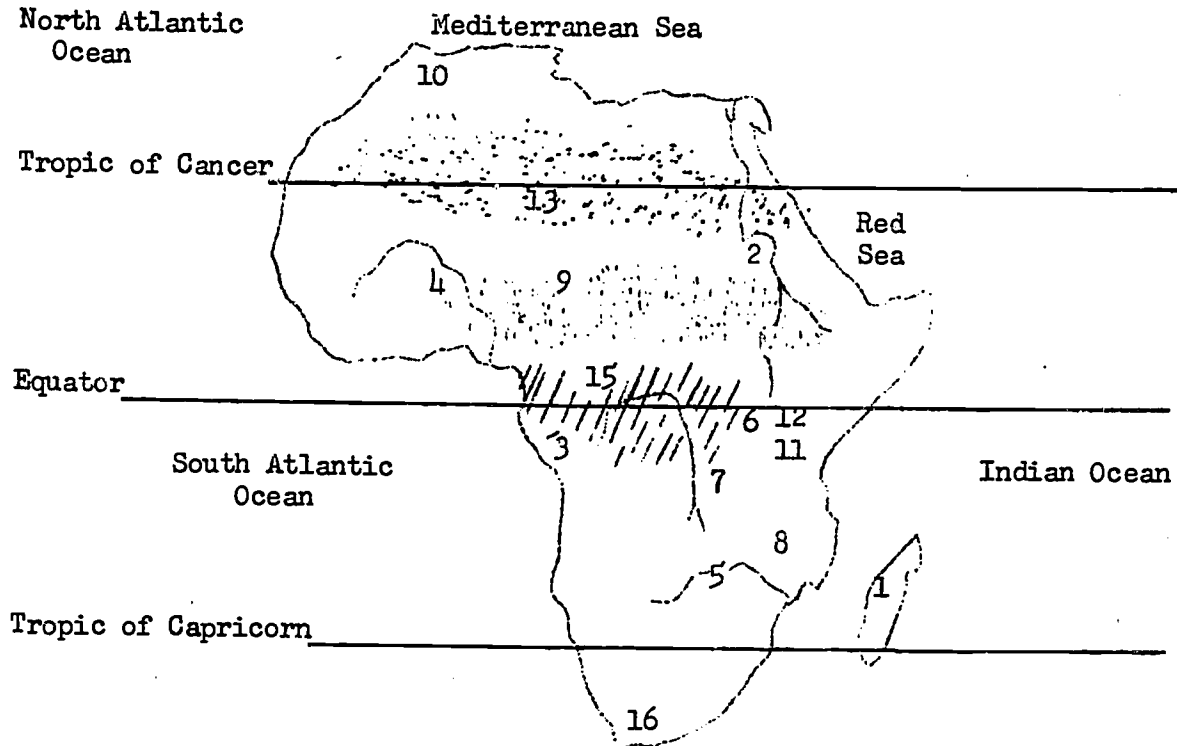 North Atlantic
Ocean
Mediterranean Sea
10
Tropic of Cancer
13
Red
Sea
2
4
9
15
Equator
6
12
3
11
South Atlantic
Ocean
7
Indian Ocean
8
5
1
Tropic of Capricorn
16